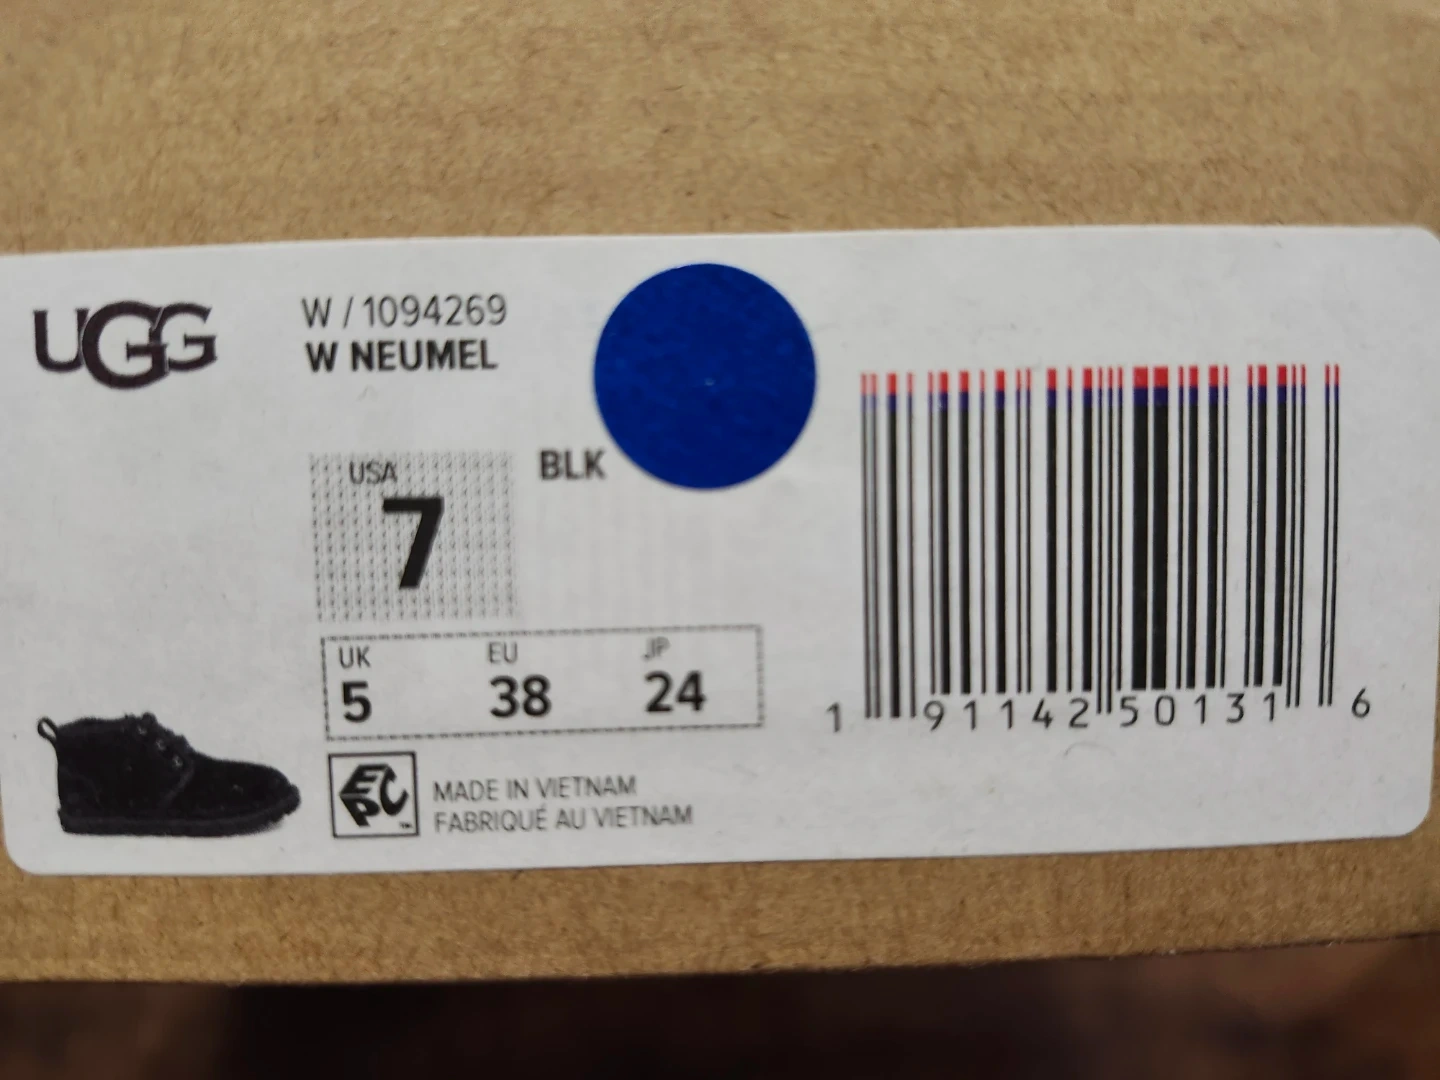 UGG
W / 1094269
W NEUMEL
USA
7
BLK
UK EU JP
5 38 24
EPC™
MADE IN VIETNAM
FABRIQUÉ AU VIETNAM
1 91142 50131 6